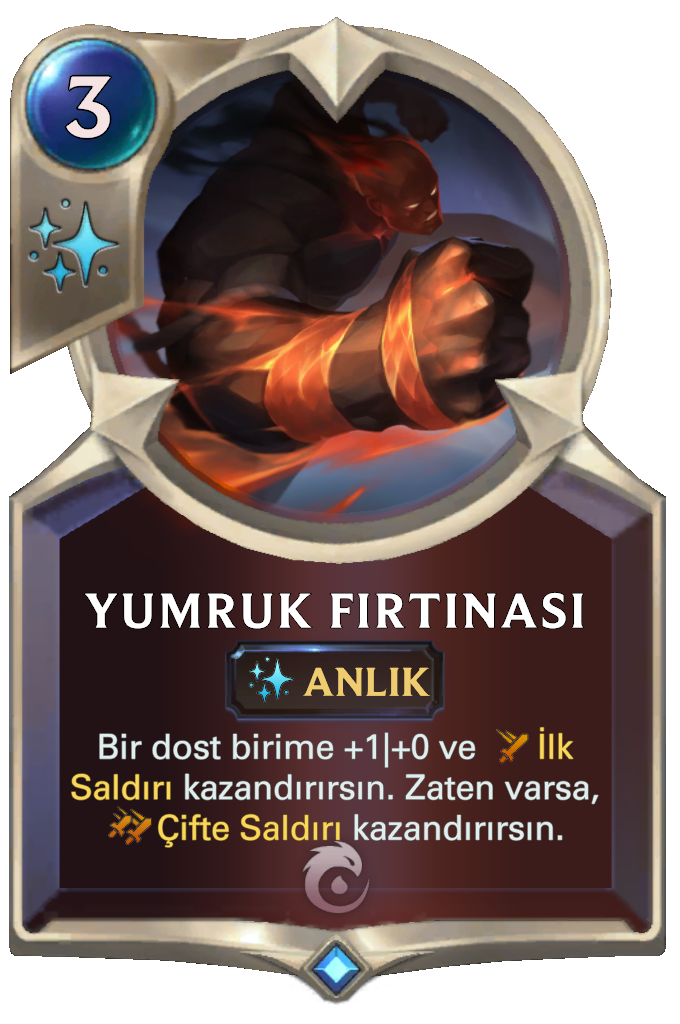 3
YUMRUK FIRTINASI
ANLIK
Bir dost birime +1|+0 ve İlk
Saldırı kazandırırsın. Zaten varsa,
Çifte Saldırı kazandırırsın.